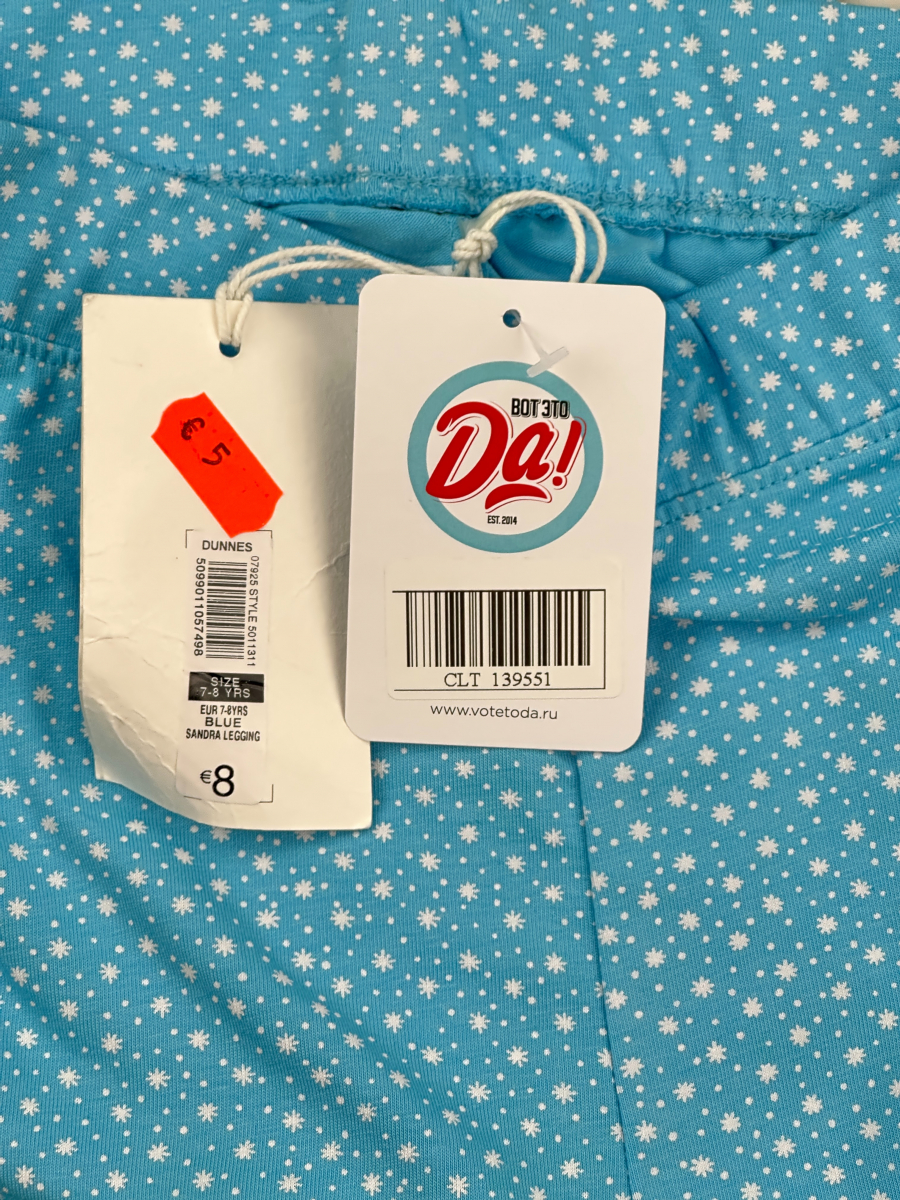 € 5
DUNNES
5099011057498
07925 STYLE 5011311
SIZE
7-8 YRS
EUR 7-8YRS
BLUE
SANDRA LEGGING
€8
ВОТ ЭТО
Da!
EST. 2014
CLT 139551
www.votetoda.ru